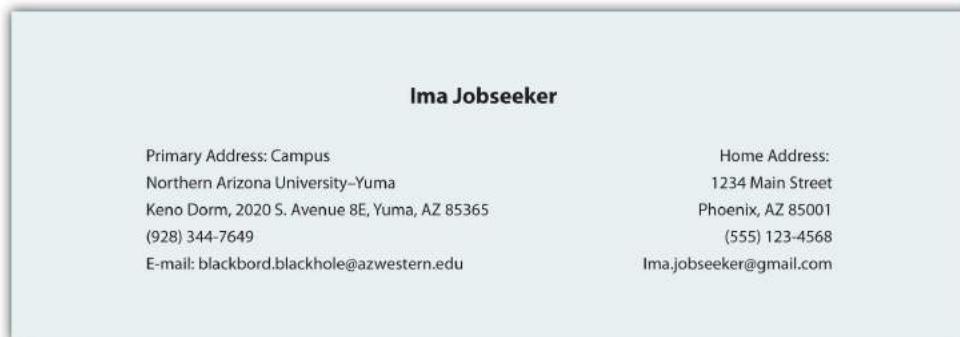 Ima Jobseeker
Primary Address: Campus
Northern Arizona University–Yuma
Keno Dorm, 2020 S. Avenue 8E, Yuma, AZ 85365
(928) 344-7649
E-mail: blackbord.blackhole@azwestern.edu
Home Address:
1234 Main Street
Phoenix, AZ 85001
(555) 123-4568
Ima.jobseeker@gmail.com